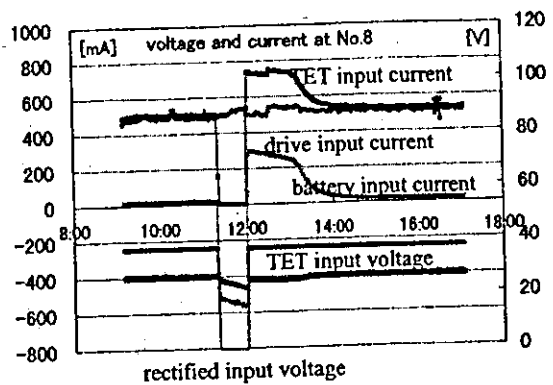 1000
[mA] voltage and current at No.8 [V]
120
800
TET input current
100
600
80
400
drive input current
60
200
battery input current
0
8:00 10:00 12:00 14:00 16:00 18:00
-200
40
TET input voltage
-400
20
-600
-800
0
rectified input voltage